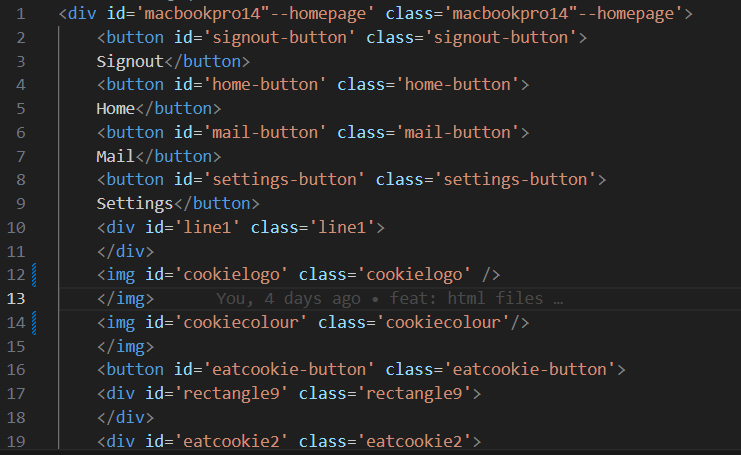 1 <div id='macbookpro14"--homepage' class='macbookpro14"--homepage'>
2 <button id='signout-button' class='signout-button'>
3 Signout</button>
4 <button id='home-button' class='home-button'>
5 Home</button>
6 <button id='mail-button' class='mail-button'>
7 Mail</button>
8 <button id='settings-button' class='settings-button'>
9 Settings</button>
10 <div id='line1' class='line1'>
11 </div>
12 <img id='cookielogo' class='cookielogo' />
13 </img> You, 4 days ago • feat: html files …
14 <img id='cookiecolour' class='cookiecolour'/>
15 </img>
16 <button id='eatcookie-button' class='eatcookie-button'>
17 <div id='rectangle9' class='rectangle9'>
18 </div>
19 <div id='eatcookie2' class='eatcookie2'>